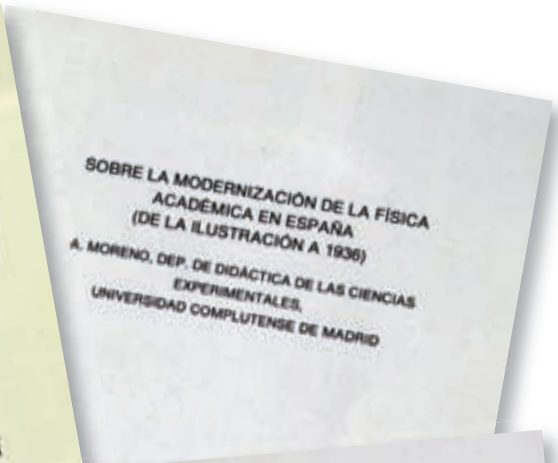 SOBRE LA MODERNIZACIÓN DE LA FÍSICA
ACADÉMICA EN ESPAÑA
(DE LA ILUSTRACIÓN A 1936)
A. MORENO, DEP. DE DIDÁCTICA DE LAS CIENCIAS
EXPERIMENTALES,
UNIVERSIDAD COMPLUTENSE DE MADRID